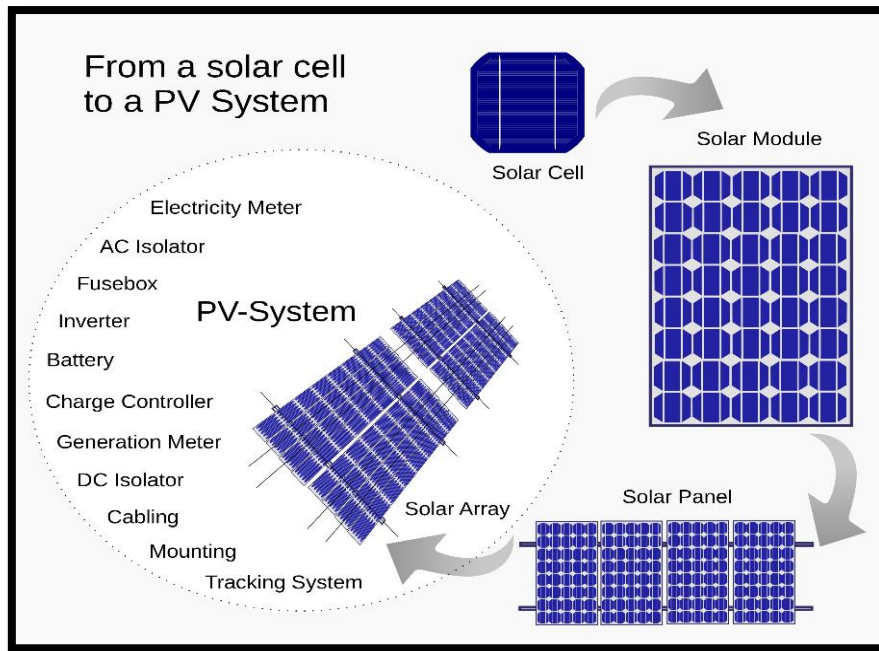 From a solar cell
to a PV System
Solar Cell
Solar Module
Solar Panel
Solar Array
PV-System
Electricity Meter
AC Isolator
Fusebox
Inverter
Battery
Charge Controller
Generation Meter
DC Isolator
Cabling
Mounting
Tracking System